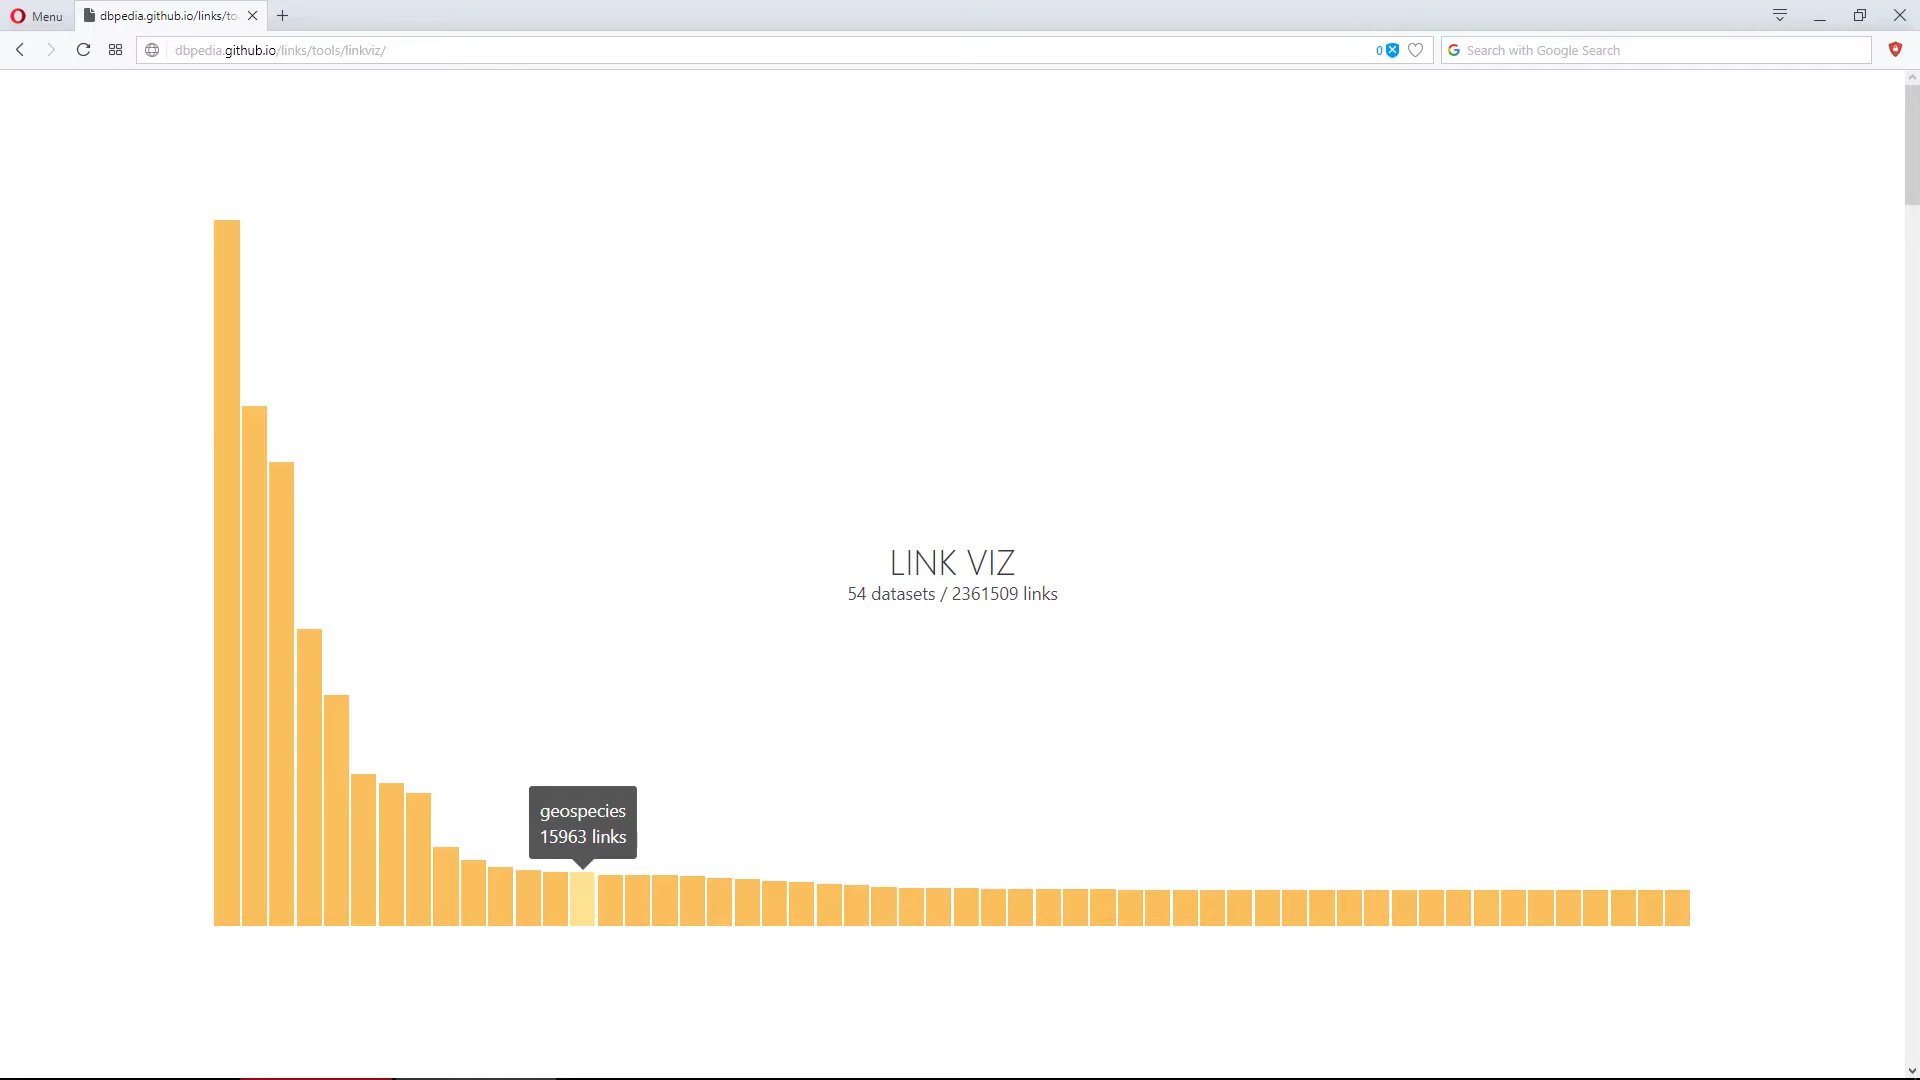 Menu
dbpedia.github.io/links/to
dbpedia.github.io/links/tools/linkviz/
0
Search with Google Search
LINK VIZ
54 datasets / 2361509 links
geospecies
15963 links